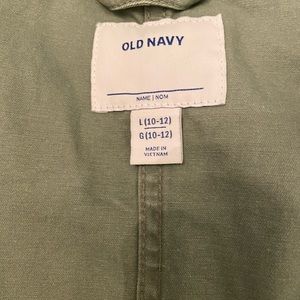 OLD NAVY
NAME | NOM
L (10-12)
G (10-12)
MADE IN
VIETNAM